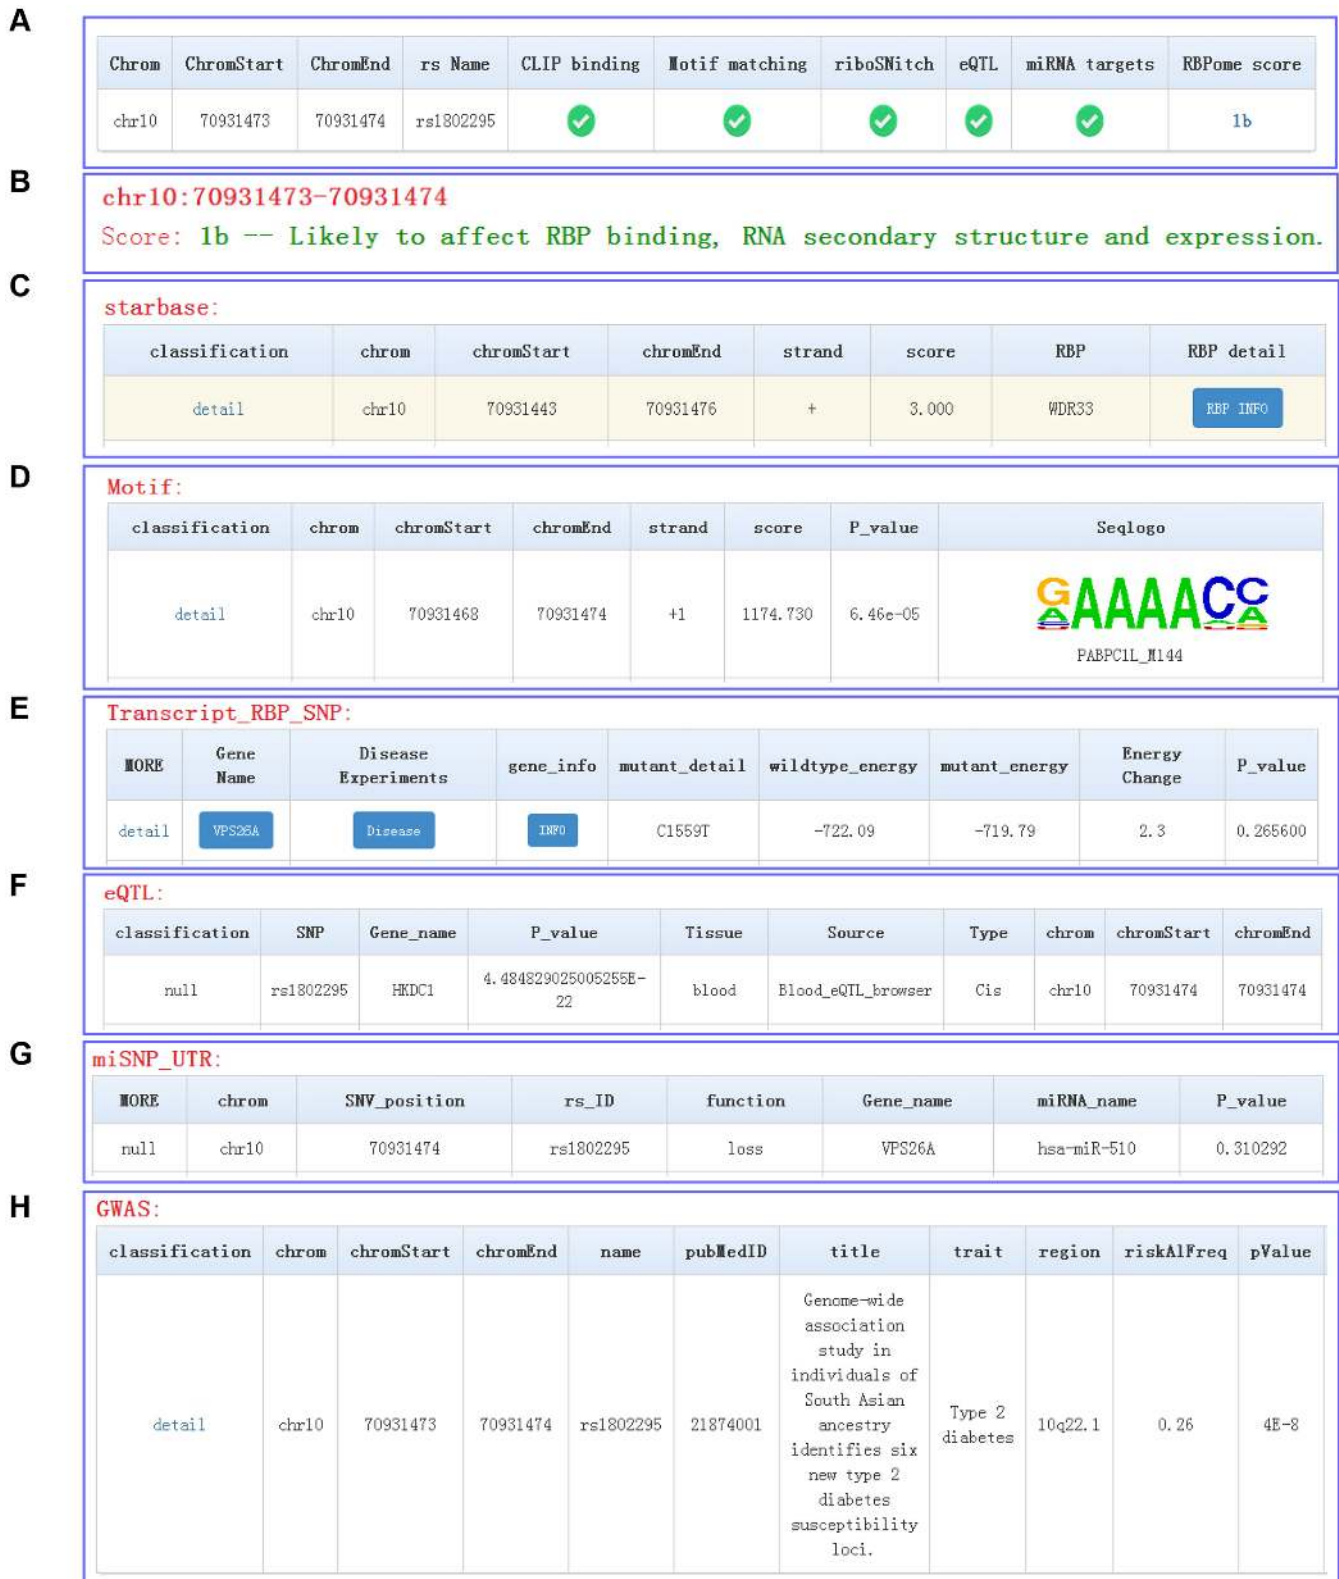 A
Chrom ChromStart ChromEnd rs Name CLIP binding Motif matching riboSNitch eQTL miRNA targets RBPome score
chr10 70931473 70931474 rs1802295 1b
B
chr10:70931473-70931474
Score: 1b -- Likely to affect RBP binding, RNA secondary structure and expression.
C
starbase:
classification chrom chromStart chromEnd strand score RBP RBP detail
detail chr10 70931443 70931476 + 3.000 WDR33 RBP INFO
D
Motif:
classification chrom chromStart chromEnd strand score P_value Seqlogo
detail chr10 70931468 70931474 +1 1174.730 6.46e-05 GAAAACC
PABPC1L_M144
E
Transcript_RBP_SNP:
MORE Gene Name Disease Experiments gene_info mutant_detail wildtype_energy mutant_energy Energy Change P_value
detail VPS26A Disease INFO C1559T -722.09 -719.79 2.3 0.265600
F
eQTL:
classification SNP Gene_name P_value Tissue Source Type chrom chromStart chromEnd
null rs1802295 HKDC1 4.484829025005255E-22 blood Blood_eQTL_browser Cis chr10 70931474 70931474
G
miSNP_UTR:
MORE chrom SNV_position rs_ID function Gene_name miRNA_name P_value
null chr10 70931474 rs1802295 loss VPS26A hsa-miR-510 0.310292
H
GWAS:
classification chrom chromStart chromEnd name pubMedID title trait region riskAlFreq pValue
detail chr10 70931473 70931474 rs1802295 21874001 Genome-wide association study in individuals of South Asian ancestry identifies six new type 2 diabetes susceptibility loci. Type 2 diabetes 10q22.1 0.26 4E-8